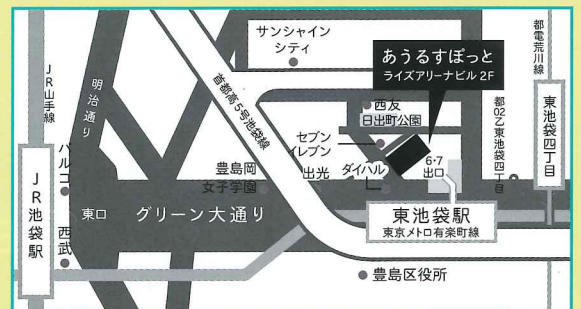 サンシャイン
シティ
あうるすぽっと
ライズアリーナビル 2F
都電荒川線
JR山手線
明治通り
首都高5号池袋線
西友
日出町公園
都02乙東池袋四丁目
東池袋四丁目
セブン
イレブン
6・7
出口
パルコ
豊島岡
女子学園
出光
ダイハル
JR池袋駅
東口
グリーン大通り
東池袋駅
東京メトロ有楽町線
西武
豊島区役所